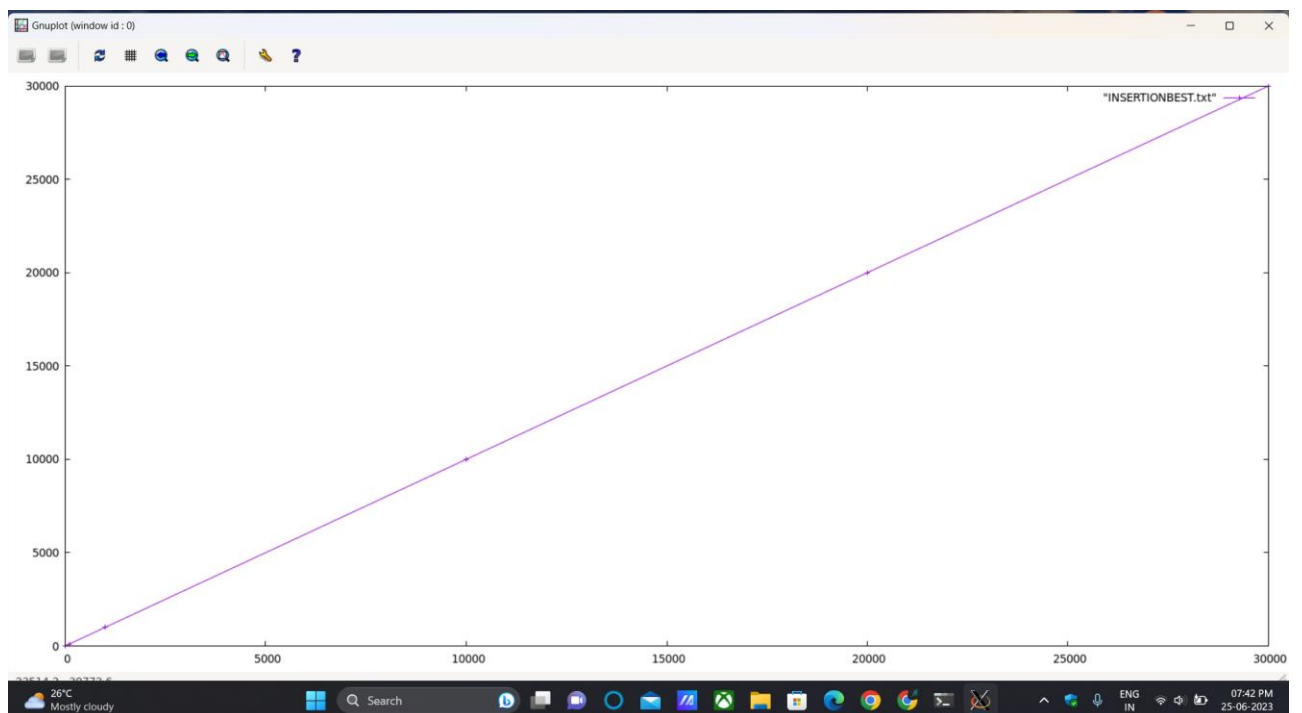 Gnuplot (window id : 0)
30000
"INSERTIONBEST.txt"
25000
20000
15000
10000
5000
0
0 5000 10000 15000 20000 25000 30000
26°C
Mostly cloudy
Search
ENG
IN
07:42 PM
25-06-2023